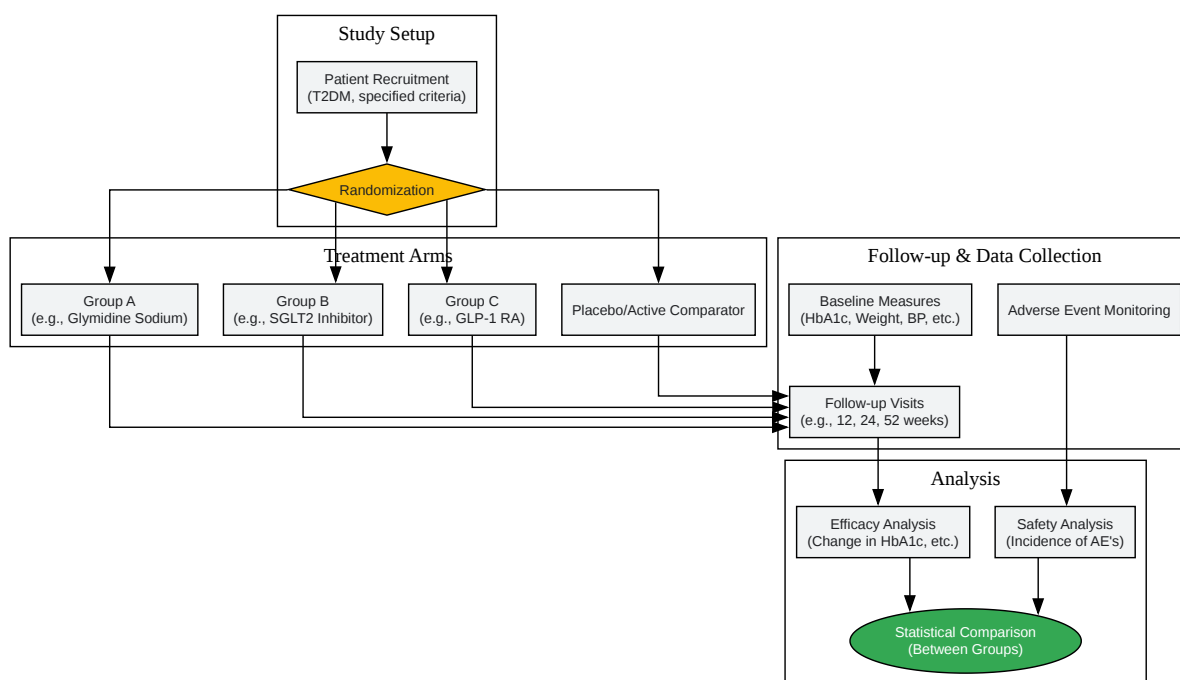 Study Setup
Patient Recruitment
(T2DM, specified criteria)
Randomization
Treatment Arms
Group A
(e.g., Glymidine Sodium)
Group B
(e.g., SGLT2 Inhibitor)
Group C
(e.g., GLP-1 RA)
Placebo/Active Comparator
Follow-up & Data Collection
Baseline Measures
(HbA1c, Weight, BP, etc.)
Adverse Event Monitoring
Follow-up Visits
(e.g., 12, 24, 52 weeks)
Analysis
Efficacy Analysis
(Change in HbA1c, etc.)
Safety Analysis
(Incidence of AE's)
Statistical Comparison
(Between Groups)